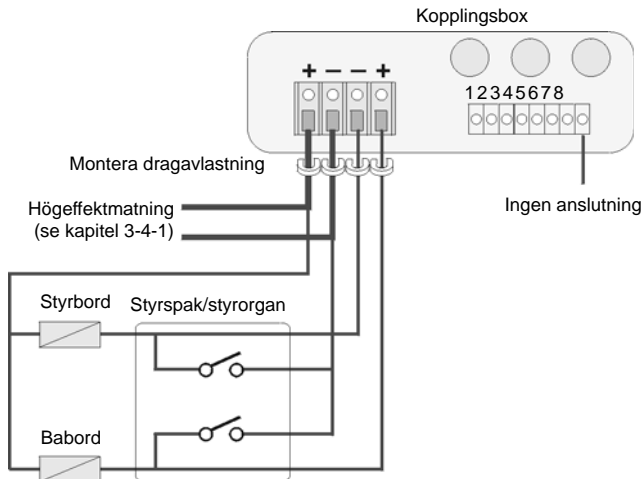 Kopplingsbox
+ − − +
12345678
Montera dragavlastning
Högeffektmatning
(se kapitel 3-4-1)
Ingen anslutning
Styrbord
Styrspak/styrorgan
Babord